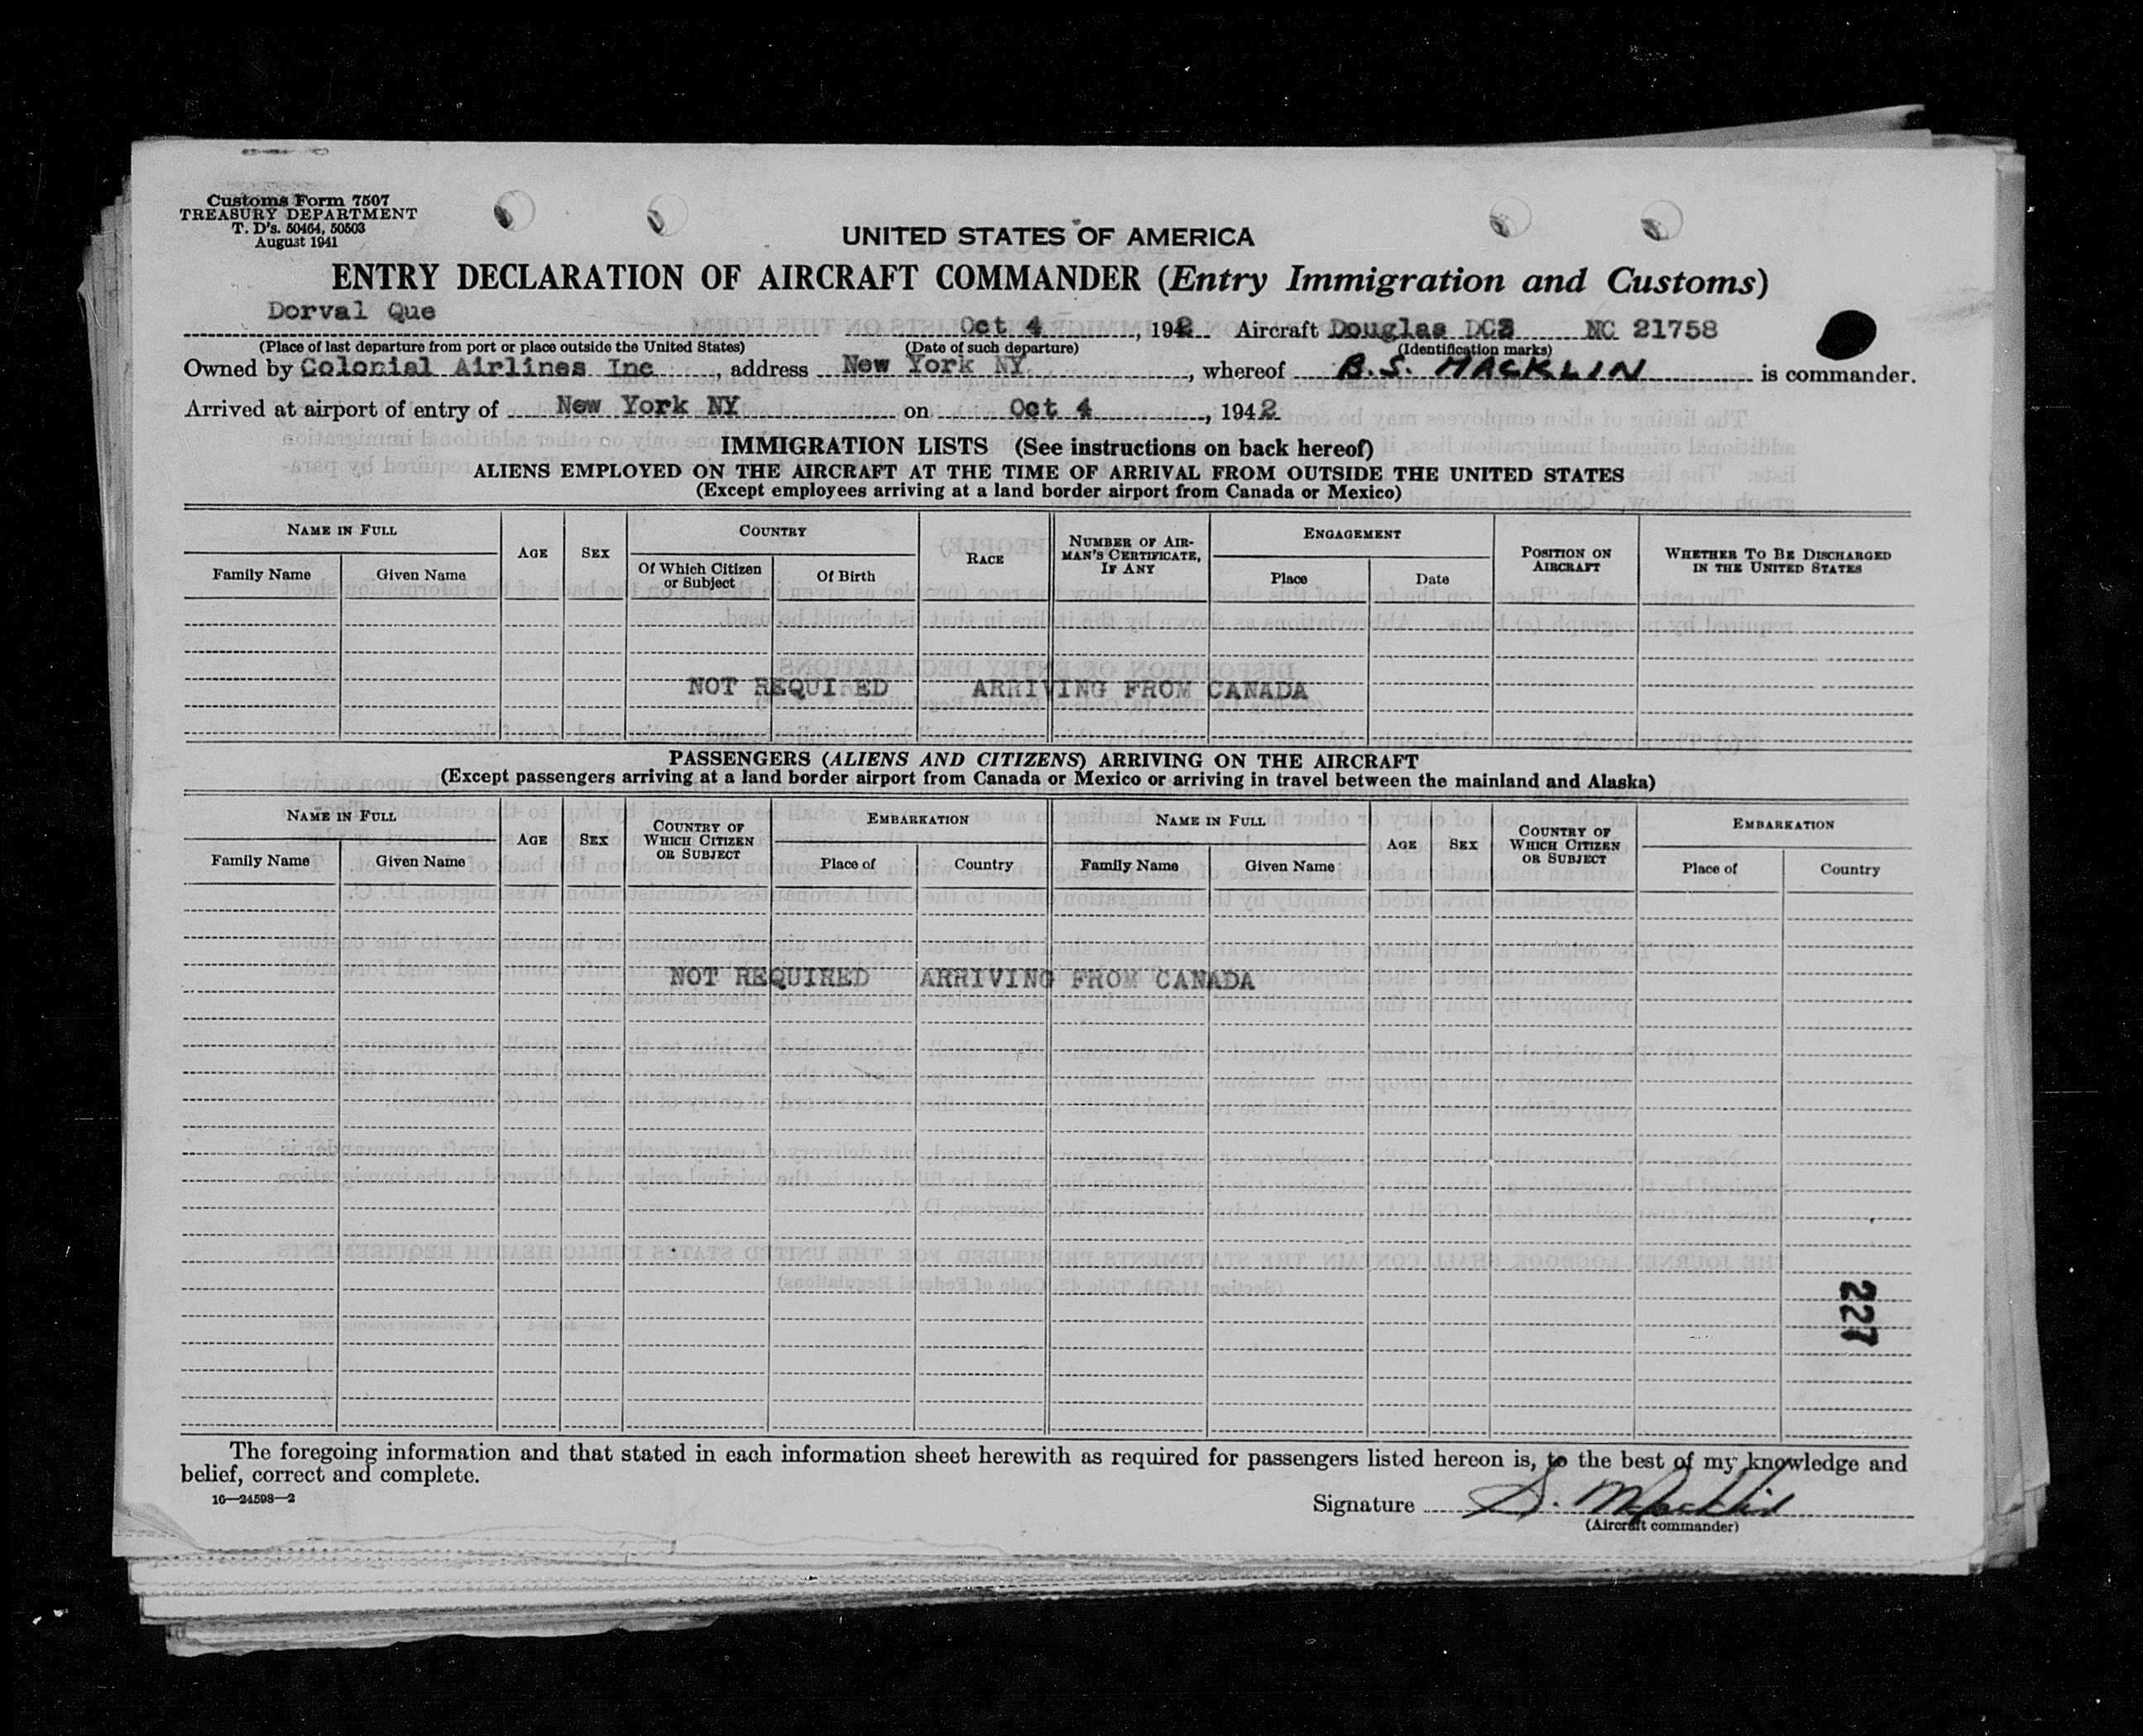 Customs Form 7507
TREASURY DEPARTMENT
T. D's. 50464, 50503
August 1941
UNITED STATES OF AMERICA
ENTRY DECLARATION OF AIRCRAFT COMMANDER (Entry Immigration and Customs)
Dorval Que Oct 4, 1942 Aircraft Douglas DC3 NC 21758
(Place of last departure from port or place outside the United States) (Date of such departure) (Identification marks)
Owned by Colonial Airlines Inc, address New York NY, whereof B.S. MACKLIN is commander.
Arrived at airport of entry of New York NY on Oct 4, 1942
IMMIGRATION LISTS (See instructions on back hereof)
ALIENS EMPLOYED ON THE AIRCRAFT AT THE TIME OF ARRIVAL FROM OUTSIDE THE UNITED STATES
(Except employees arriving at a land border airport from Canada or Mexico)
NAME IN FULL
Family Name Given Name
AGE
SEX
COUNTRY
Of Which Citizen or Subject
Of Birth
RACE
NUMBER OF AIRMAN'S CERTIFICATE, IF ANY
ENGAGEMENT
Place Date
POSITION ON AIRCRAFT
WHETHER TO BE DISCHARGED IN THE UNITED STATES
NOT REQUI ED ARRIVING FROM CANADA
PASSENGERS (ALIENS AND CITIZENS) ARRIVING ON THE AIRCRAFT
(Except passengers arriving at a land border airport from Canada or Mexico or arriving in travel between the mainland and Alaska)
NAME IN FULL
Family Name Given Name
AGE
SEX
COUNTRY OF WHICH CITIZEN OR SUBJECT
EMBARKATION
Place of Country
NAME IN FULL
Family Name Given Name
AGE
SEX
COUNTRY OF WHICH CITIZEN OR SUBJECT
EMBARKATION
Place of Country
NOT REQUIRED ARRIVING FROM CANADA
227
The foregoing information and that stated in each information sheet herewith as required for passengers listed hereon is, to the best of my knowledge and
belief, correct and complete.
16—24598—2
Signature S. Macklin
(Aircraft commander)